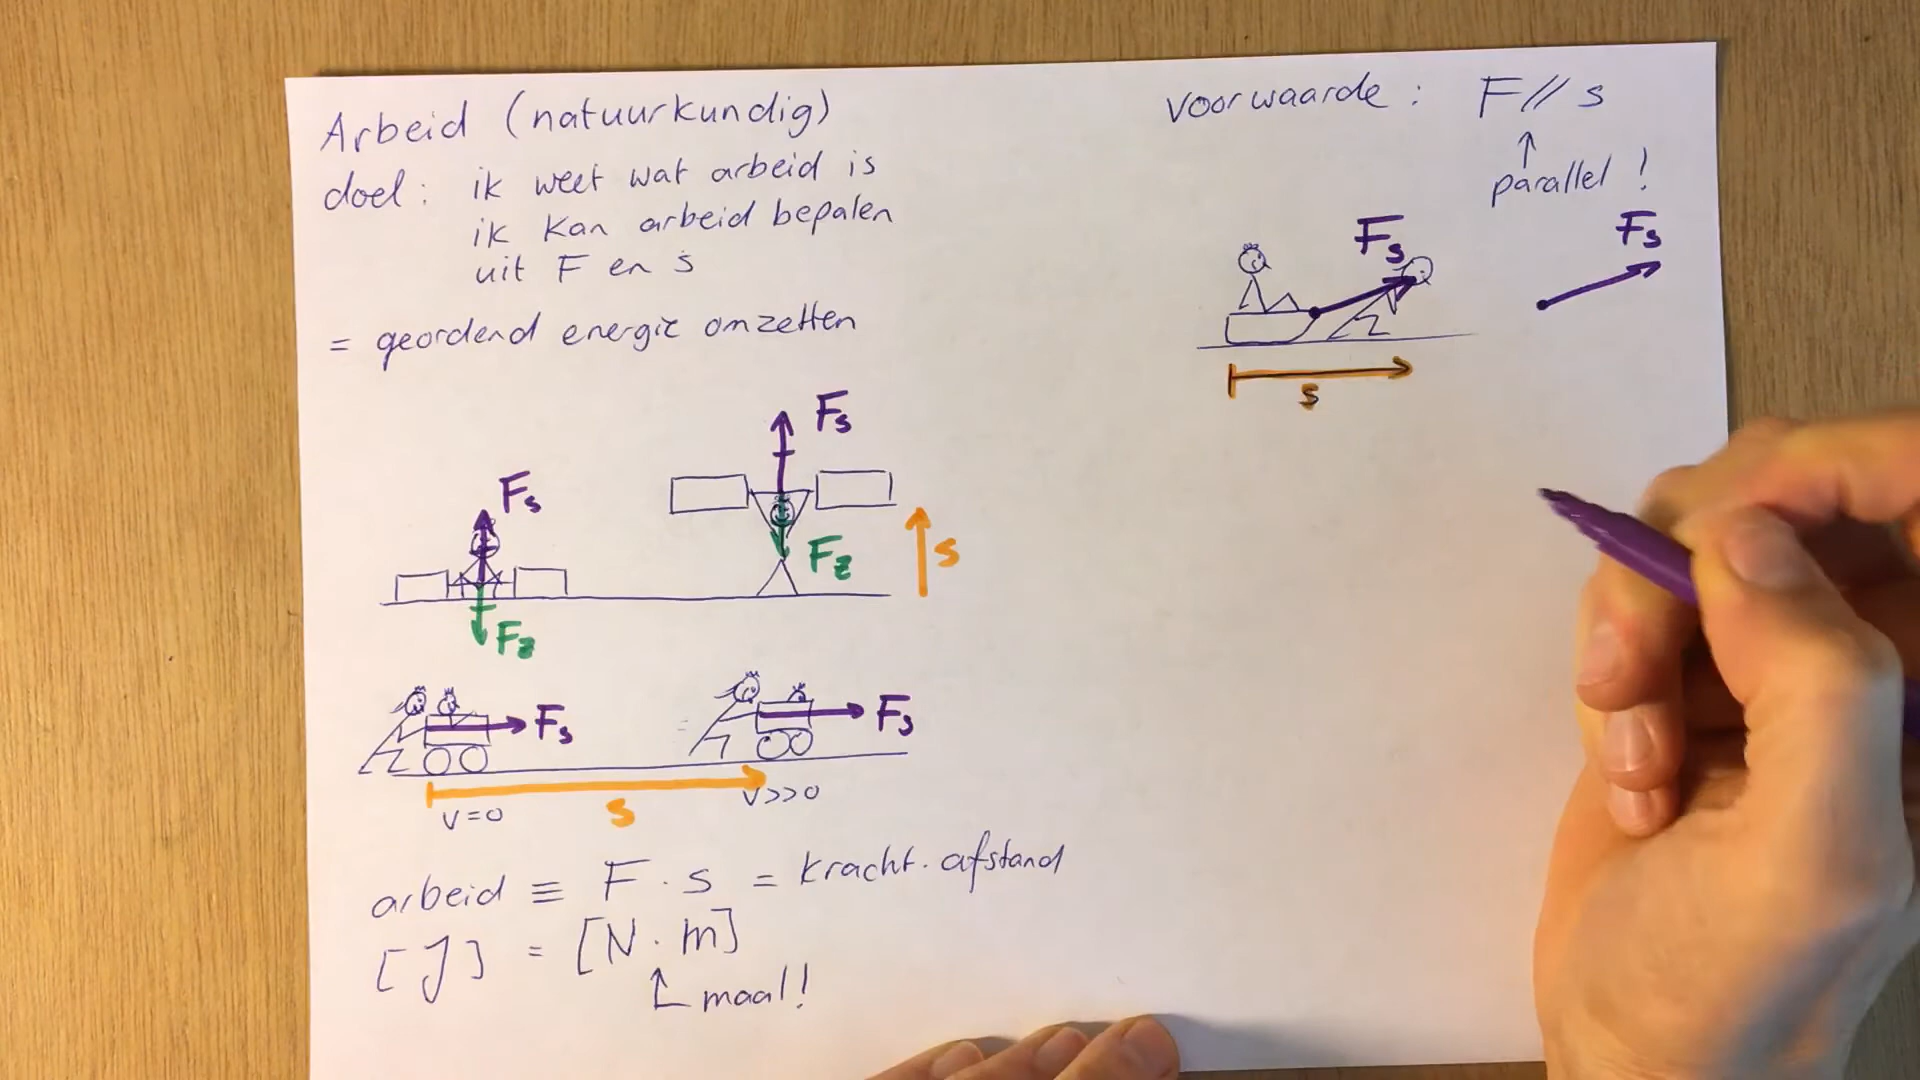 Arbeid (natuurkundig)
doel: ik weet wat arbeid is
ik kan arbeid bepalen
uit F en s
= geordend energie omzetten
Fs
Fs
Fz
s
Fz
Fs
Fs
s
v=0
v>>0
arbeid ≡ F · s = kracht · afstand
[J] = [N · m]
maal!
Voorwaarde: F // s
parallel!
Fs
Fs
s